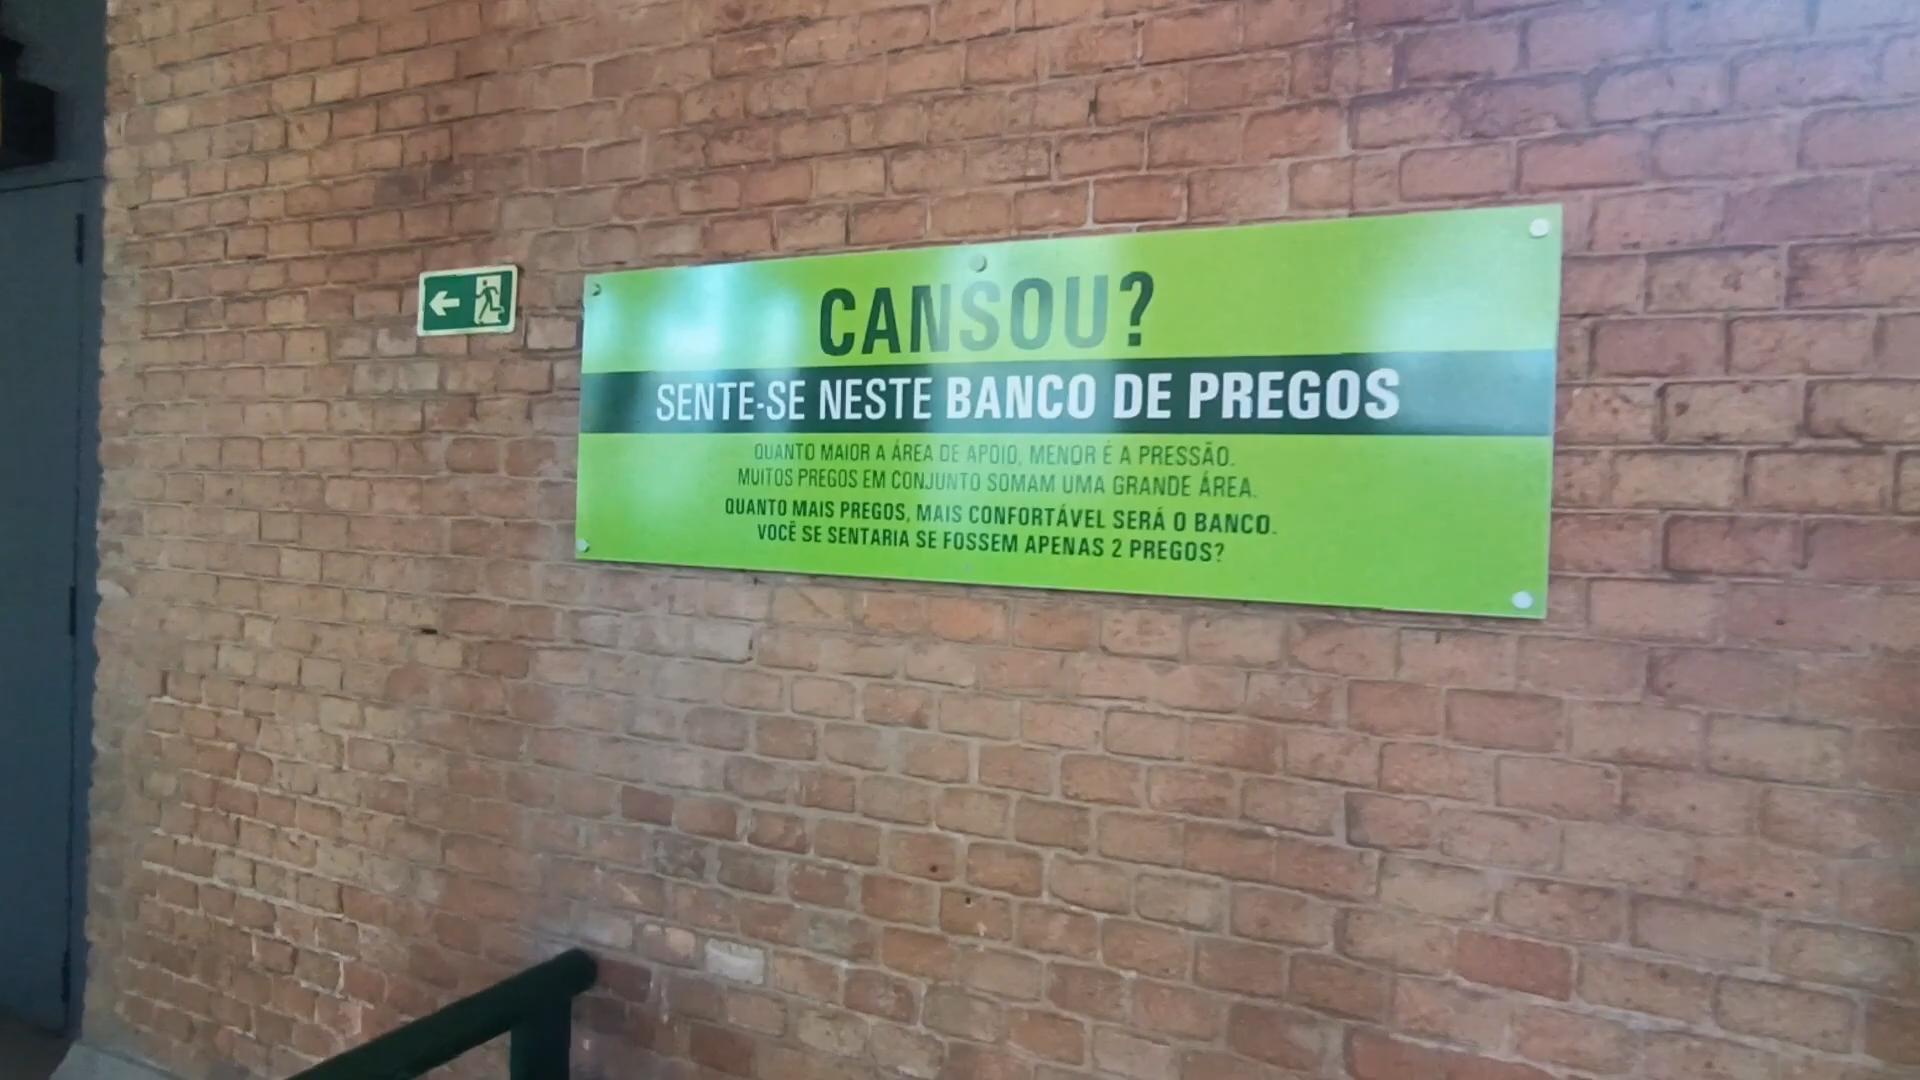 CANSOU?
SENTE-SE NESTE BANCO DE PREGOS
QUANTO MAIOR A ÁREA DE APOIO, MENOR É A PRESSÃO.
MUITOS PREGOS EM CONJUNTO SOMAM UMA GRANDE ÁREA.
QUANTO MAIS PREGOS, MAIS CONFORTÁVEL SERÁ O BANCO.
VOCÊ SE SENTARIA SE FOSSEM APENAS 2 PREGOS?